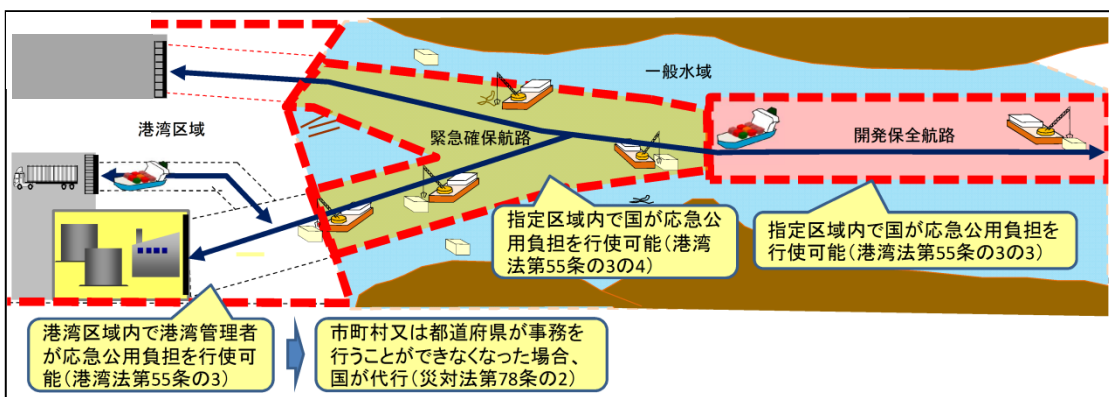 一般水域
港湾区域
緊急確保航路
開発保全航路
指定区域内で国が応急公
用負担を行使可能(港湾
法第55条の3の4)
指定区域内で国が応急公用負担を
行使可能(港湾法第55条の3の3)
港湾区域内で港湾管理者
が応急公用負担を行使可
能(港湾法第55条の3)
市町村又は都道府県が事務を
行うことができなくなった場合、
国が代行(災対法第78条の2)